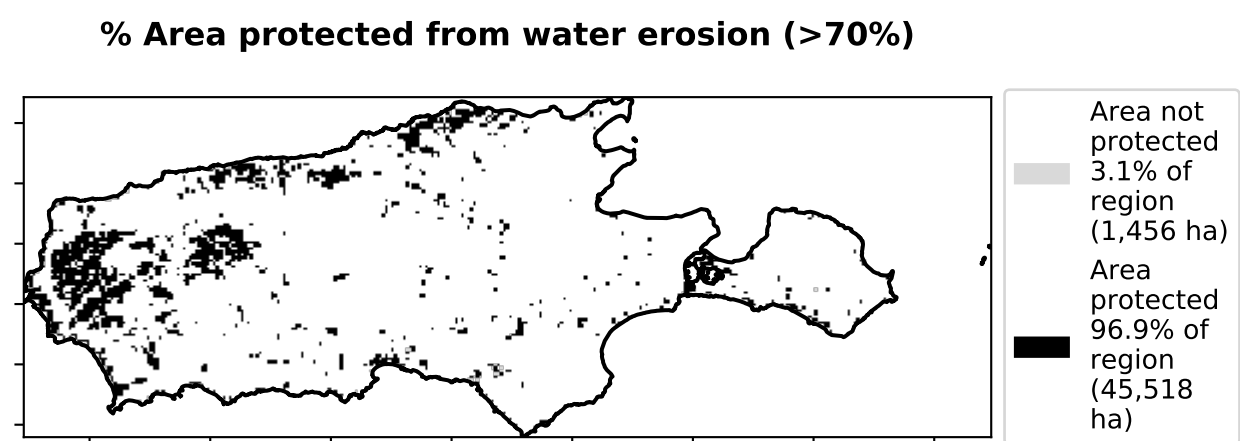 % Area protected from water erosion (>70%)
Area not
protected
3.1% of
region
(1,456 ha)
Area
protected
96.9% of
region
(45,518
ha)